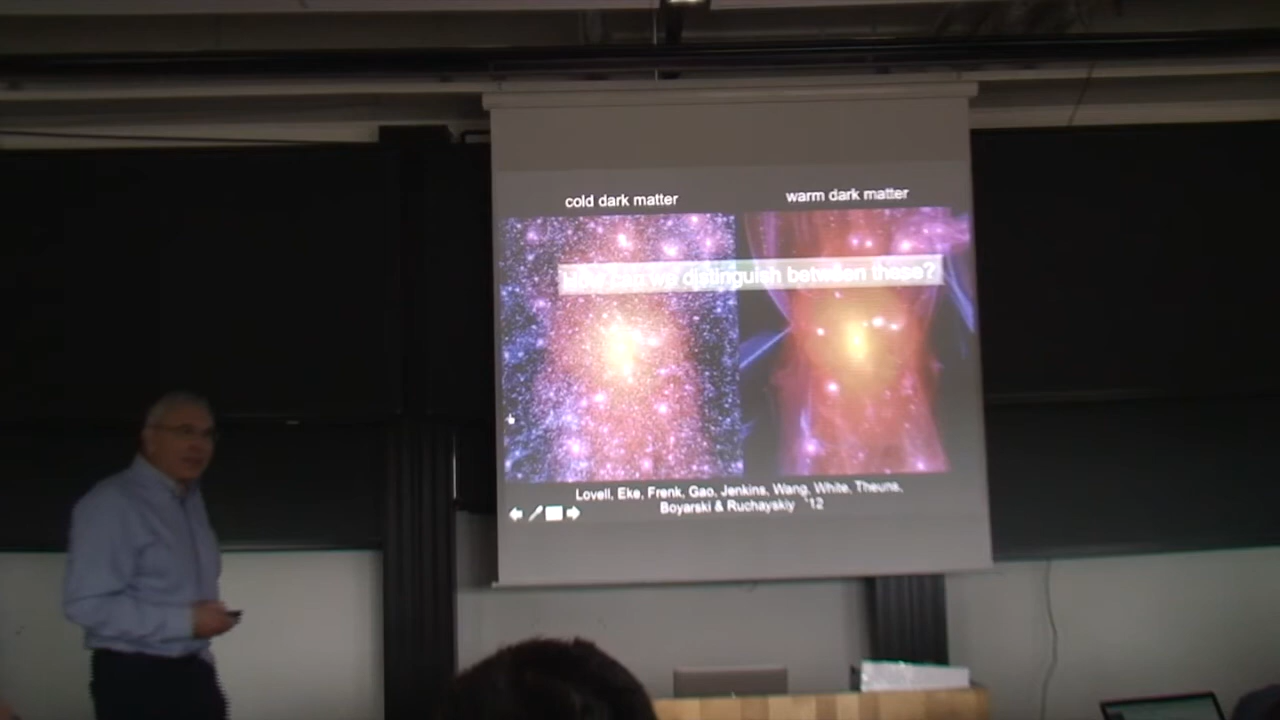 cold dark matter
warm dark matter
How can we distinguish between these?
Lovell, Eke, Frenk, Gao, Jenkins, Wang, White, Theuns,
Boyarski & Ruchayskiy `12